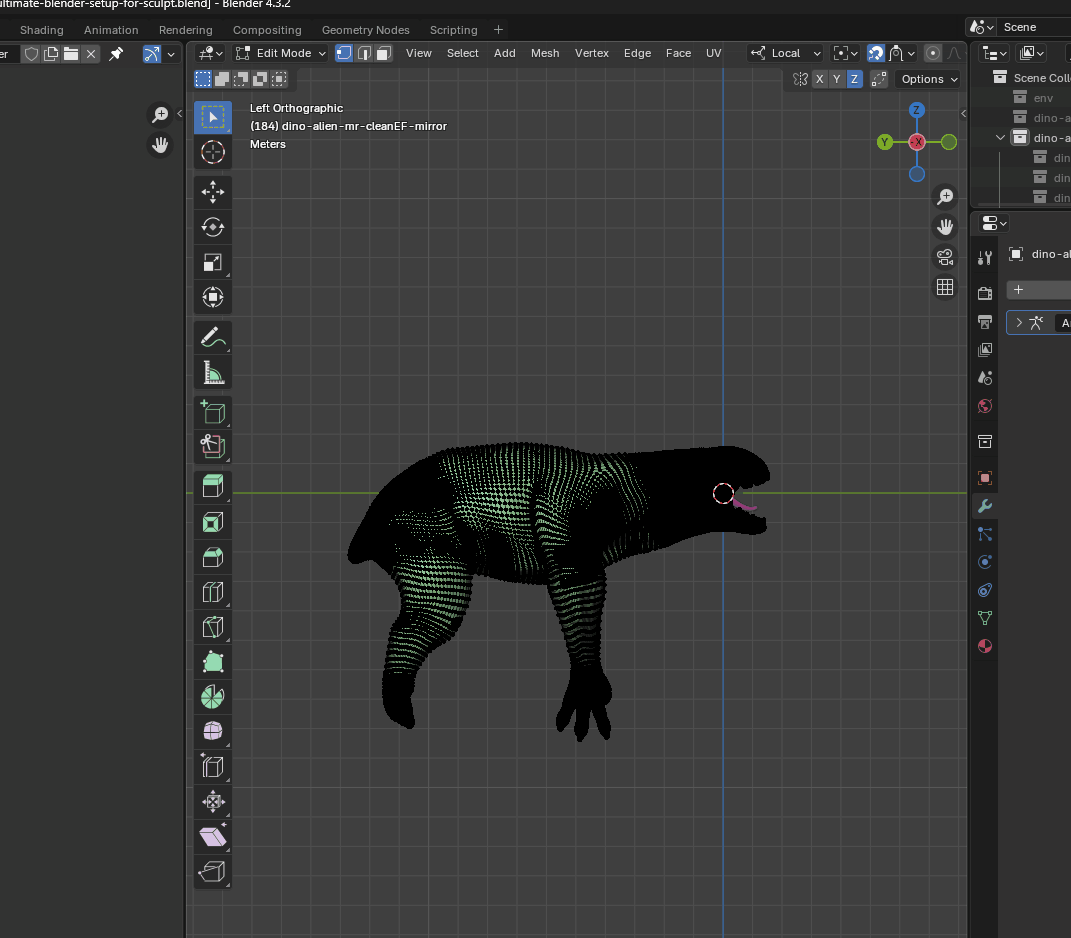 ultimate-blender-setup-for-sculpt.blend] - Blender 4.3.2
Shading Animation Rendering Compositing Geometry Nodes Scripting +
Scene
er
Edit Mode View Select Add Mesh Vertex Edge Face UV Local
X Y Z Options
Left Orthographic
(184) dino-alien-mr-cleanEF-mirror
Meters
Z
Y
-X
Scene Coll
env
dino-a
dino-a
din
din
din
dino-al
+
A